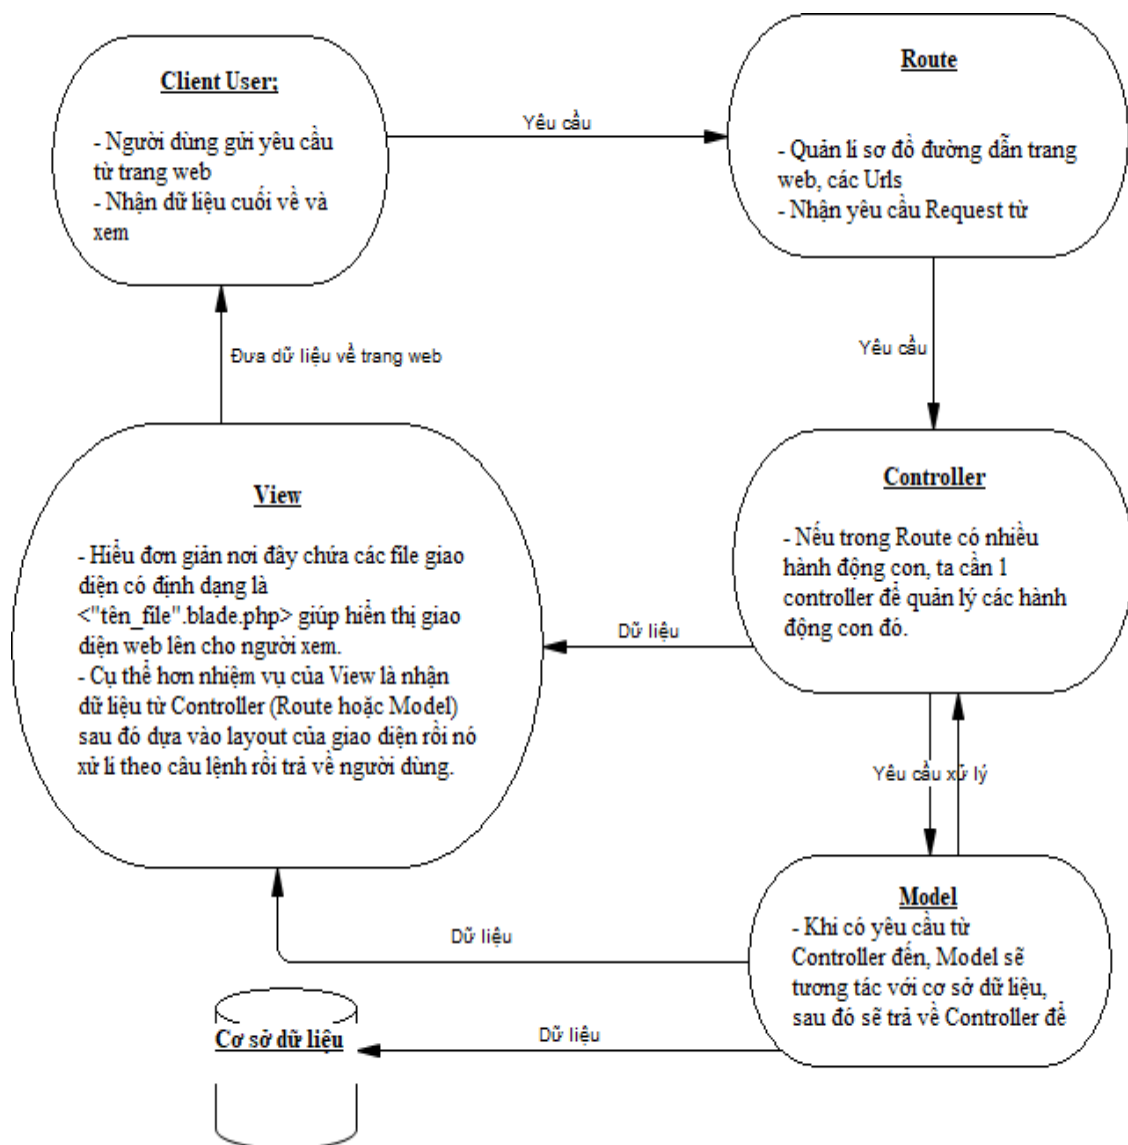 Client User;
- Người dùng gửi yêu cầu
từ trang web
- Nhận dữ liệu cuối về và
xem
Yêu cầu
Route
- Quản lí sơ đồ đường dẫn trang
web, các Urls
- Nhận yêu cầu Request từ
Đưa dữ liệu về trang web
Yêu cầu
View
- Hiểu đơn giản nơi đây chứa các file giao
diện có định dạng là
<"tên_file".blade.php> giúp hiển thị giao
diện web lên cho người xem.
- Cụ thể hơn nhiệm vụ của View là nhận
dữ liệu từ Controller (Route hoặc Model)
sau đó dựa vào layout của giao diện rồi nó
xử lí theo câu lệnh rồi trả về người dùng.
Dữ liệu
Controller
- Nếu trong Route có nhiều
hành động con, ta cần 1
controller để quản lý các hành
động con đó.
Yêu cầu xử lý
Model
- Khi có yêu cầu từ
Controller đến, Model sẽ
tương tác với cơ sở dữ liệu,
sau đó sẽ trả về Controller để
Dữ liệu
Cơ sở dữ liệu
Dữ liệu